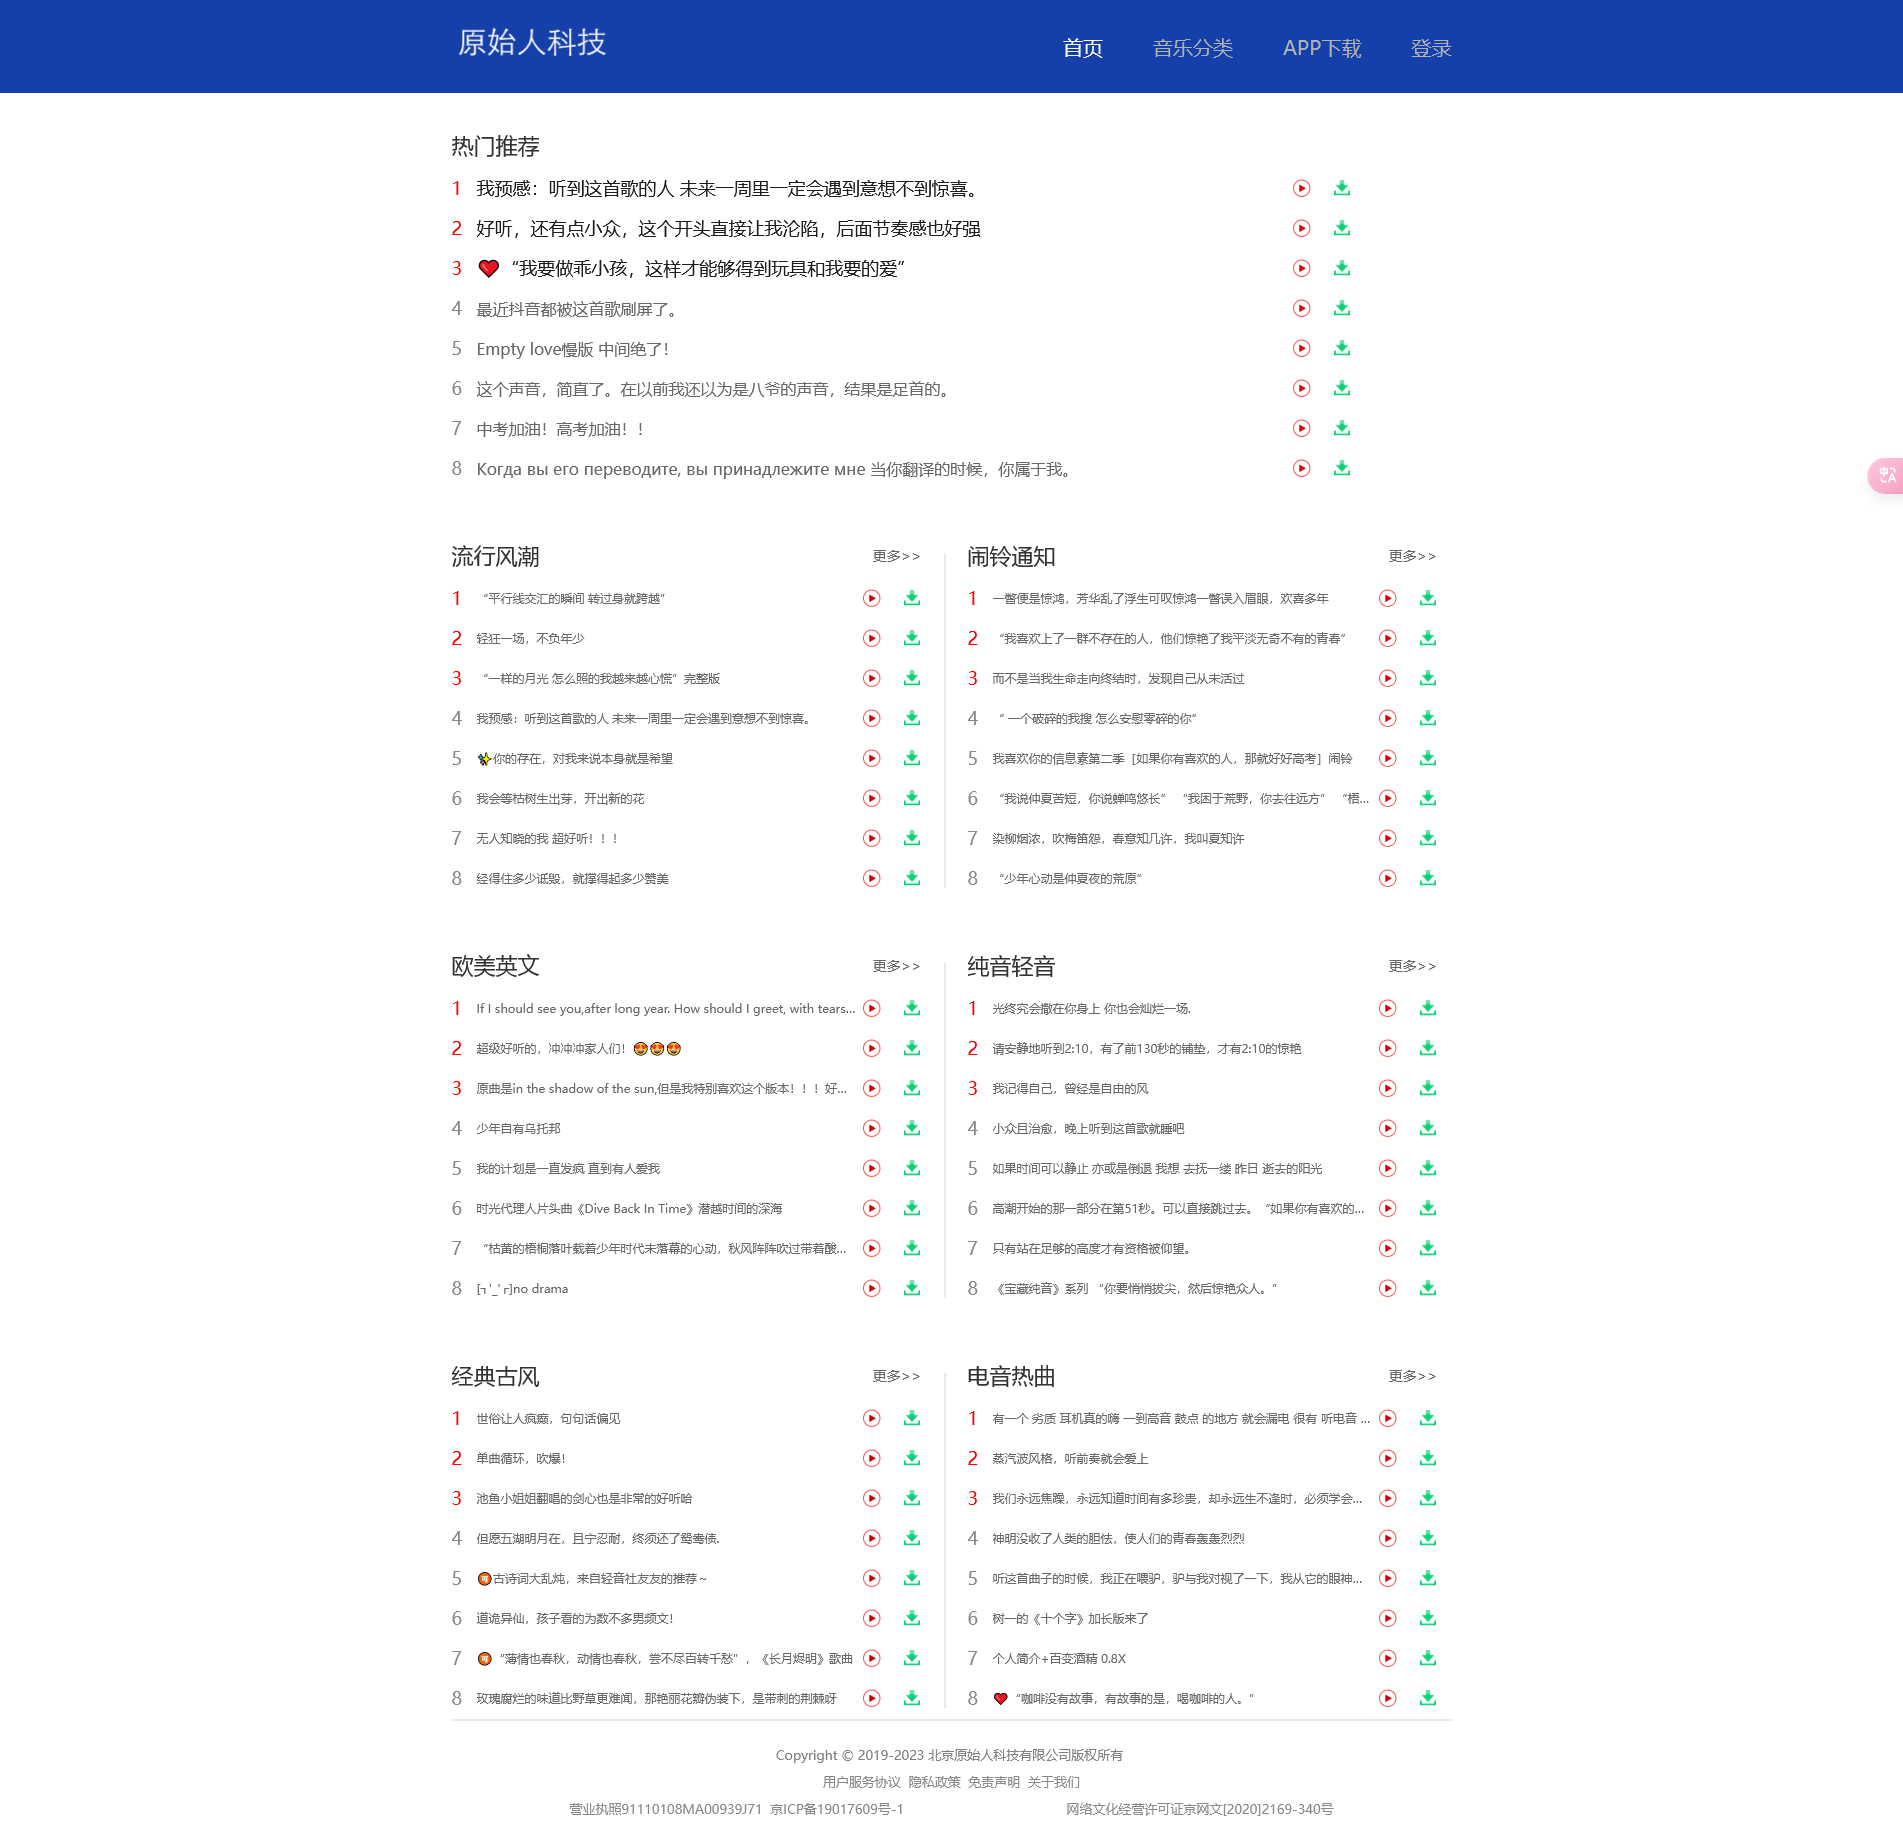 原始人科技
首页 音乐分类 APP下载 登录
热门推荐
1 我预感：听到这首歌的人 未来一周里一定会遇到意想不到惊喜。
2 好听，还有点小众，这个开头直接让我沦陷，后面节奏感也好强
3 ❤️ “我要做乖小孩，这样才能够得到玩具和我要的爱”
4 最近抖音都被这首歌刷屏了。
5 Empty love慢版 中间绝了！
6 这个声音，简直了。在以前我还以为是八爷的声音，结果是足首的。
7 中考加油！高考加油！！
8 Когда вы его переводите, вы принадлежите мне 当你翻译的时候，你属于我。
流行风潮 更多>>
1 “平行线交汇的瞬间 转过身就跨越”
2 轻狂一场，不负年少
3 “一样的月光 怎么照的我越来越心慌”完整版
4 我预感：听到这首歌的人 未来一周里一定会遇到意想不到惊喜。
5 ✨你的存在，对我来说本身就是希望
6 我会等枯树生出芽，开出新的花
7 无人知晓的我 超好听！！！
8 经得住多少诋毁，就撑得起多少赞美
闹铃通知 更多>>
1 一瞥便是惊鸿，芳华乱了浮生可叹惊鸿一瞥误入眉眼，欢喜多年
2 “我喜欢上了一群不存在的人，他们惊艳了我平淡无奇不有的青春”
3 而不是当我生命走向终结时，发现自己从未活过
4 “ 一个破碎的我搜 怎么安慰零碎的你”
5 我喜欢你的信息素第二季［如果你有喜欢的人，那就好好高考］闹铃
6 “我说仲夏苦短，你说蝉鸣悠长” “我困于荒野，你去往远方” “梧...
7 染柳烟浓，吹梅笛怨，春意知几许，我叫夏知许
8 “少年心动是仲夏夜的荒原”
欧美英文 更多>>
1 If I should see you,after long year. How should I greet, with tears...
2 超级好听的，冲冲冲家人们！😍😍😍
3 原曲是in the shadow of the sun,但是我特别喜欢这个版本！！！好...
4 少年自有乌托邦
5 我的计划是一直发疯 直到有人爱我
6 时光代理人片头曲《Dive Back In Time》潜越时间的深海
7 “枯黄的梧桐落叶载着少年时代未落幕的心动，秋风阵阵吹过带着酸...
8 [┐'_'┌]no drama
纯音轻音 更多>>
1 光终究会撒在你身上 你也会灿烂一场.
2 请安静地听到2:10，有了前130秒的铺垫，才有2:10的惊艳
3 我记得自己，曾经是自由的风
4 小众且治愈，晚上听到这首歌就睡吧
5 如果时间可以静止 亦或是倒退 我想 去抚一缕 昨日 逝去的阳光
6 高潮开始的那一部分在第51秒。可以直接跳过去。 “如果你有喜欢的...
7 只有站在足够的高度才有资格被仰望。
8 《宝藏纯音》系列 “你要悄悄拔尖，然后惊艳众人。”
经典古风 更多>>
1 世俗让人疯癫，句句话偏见
2 单曲循环，吹爆！
3 池鱼小姐姐翻唱的剑心也是非常的好听哈
4 但愿五湖明月在，且宁忍耐，终须还了鸳鸯债.
5 🉑古诗词大乱炖，来自轻音社友友的推荐～
6 道诡异仙，孩子看的为数不多男频文！
7 🉑“薄情也春秋，动情也春秋，尝不尽百转千愁”，《长月烬明》歌曲
8 玫瑰腐烂的味道比野草更难闻，那艳丽花瓣伪装下，是带刺的荆棘呀
电音热曲 更多>>
1 有一个 劣质 耳机真的嗨 一到高音 鼓点 的地方 就会漏电 很有 听电音 ...
2 蒸汽波风格，听前奏就会爱上
3 我们永远焦躁，永远知道时间有多珍贵，却永远生不逢时，必须学会...
4 神明没收了人类的胆怯，使人们的青春轰轰烈烈
5 听这首曲子的时候，我正在喂驴，驴与我对视了一下，我从它的眼神...
6 树一的《十个字》加长版来了
7 个人简介+百变酒精 0.8X
8 ❤️ “咖啡没有故事，有故事的是，喝咖啡的人。”
Copyright © 2019-2023 北京原始人科技有限公司版权所有
用户服务协议 隐私政策 免责声明 关于我们
营业执照91110108MA00939J71 京ICP备19017609号-1 网络文化经营许可证京网文[2020]2169-340号